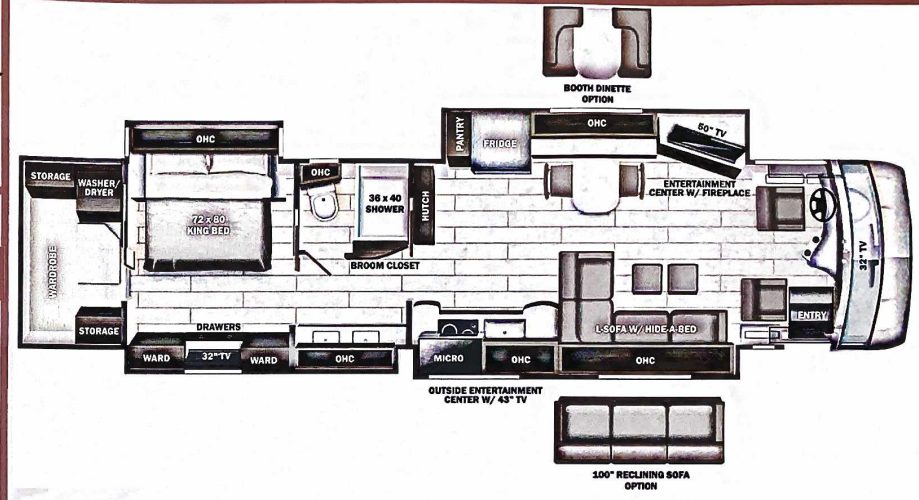 BOOTH DINETTE
OPTION
OHC
PANTRY
FRIDGE
OHC
50" TV
STORAGE
WASHER/
DRYER
OHC
36 x 40
SHOWER
HUTCH
ENTERTAINMENT
CENTER W/ FIREPLACE
72 x 80
KING BED
WARDROBE
BROOM CLOSET
32" TV
STORAGE
DRAWERS
L-SOFA W/ HIDE-A-BED
ENTRY
WARD
32" TV
WARD
OHC
MICRO
OHC
OHC
OUTSIDE ENTERTAINMENT
CENTER W/ 43" TV
100" RECLINING SOFA
OPTION